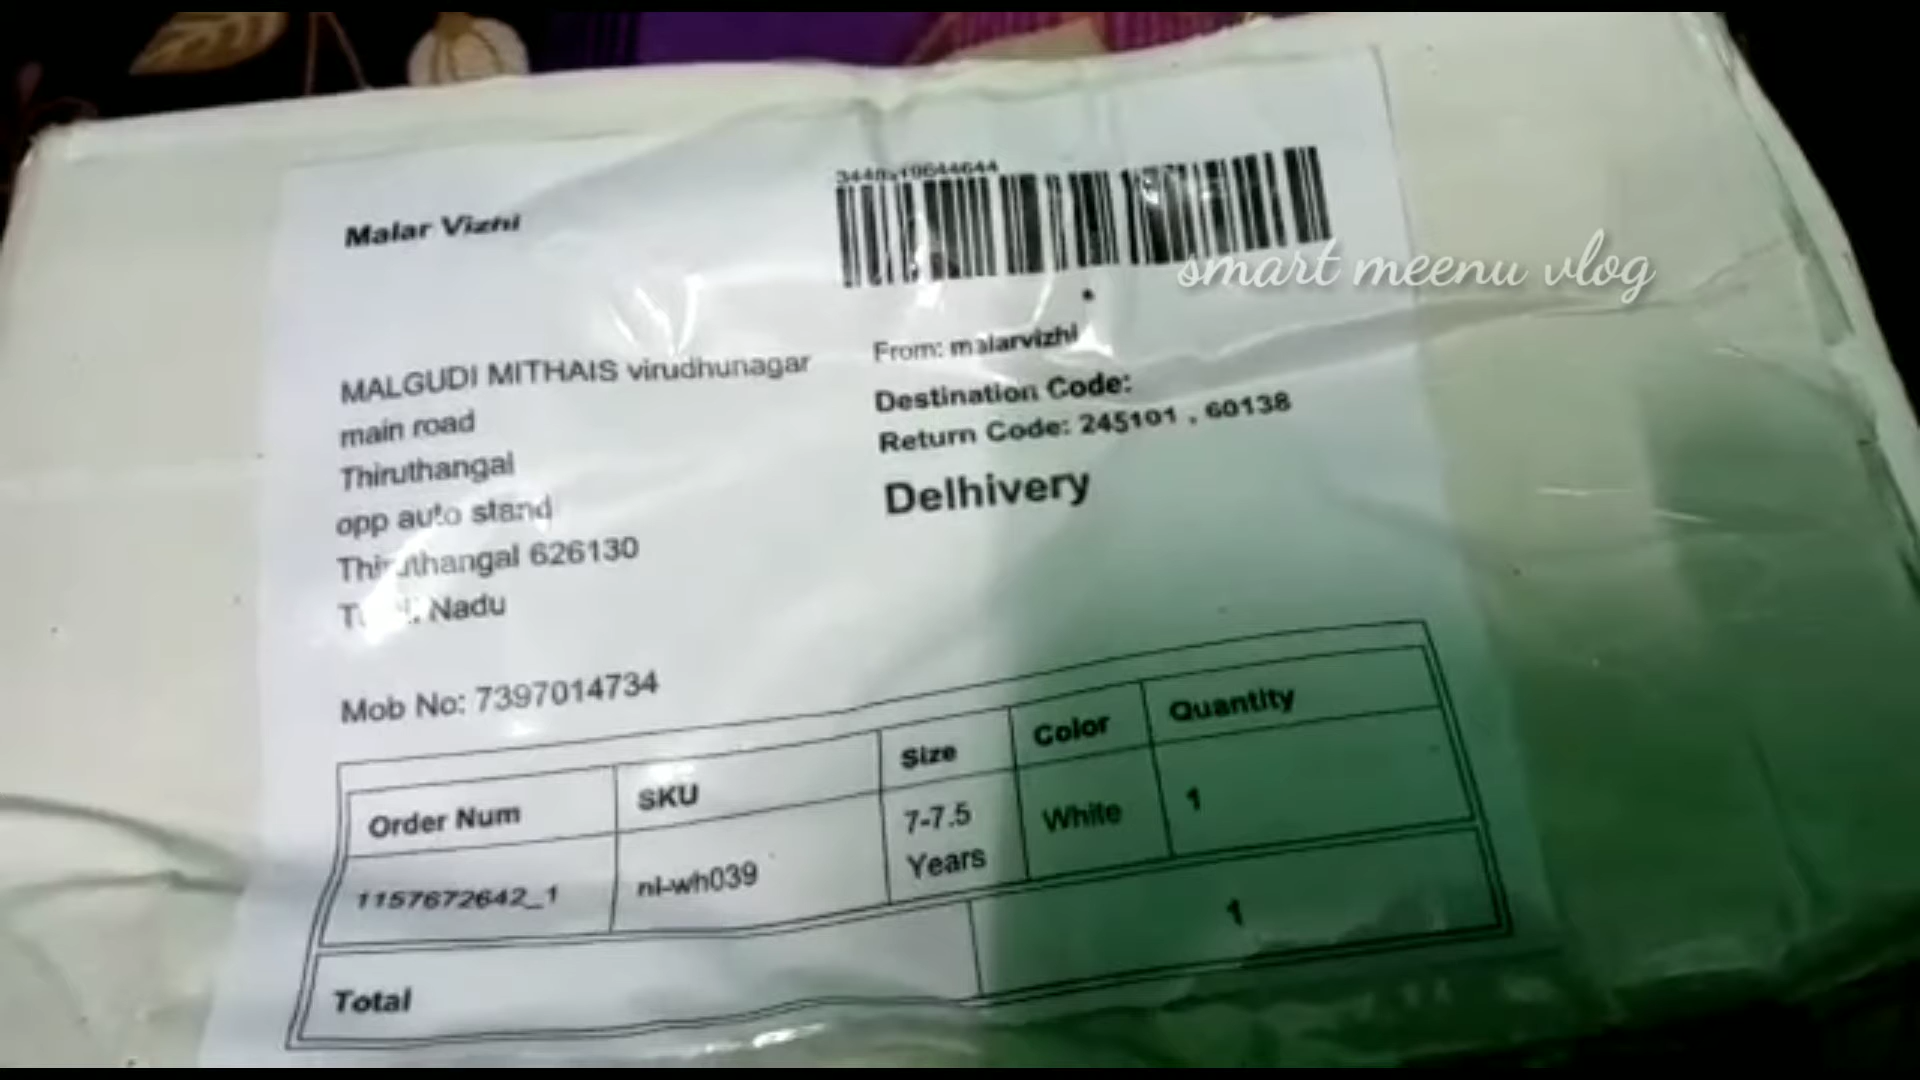 Malar Vizhi
smart meenu vlog
MALGUDI MITHAIS virudhunagar
main road
Thiruthangal
opp auto stand
Thiruthangal 626130
Nadu
Mob No: 7397014734
From: malarvizhi
Destination Code:
Return Code: 245101 , 60138
Delhivery
Order Num SKU Size Color Quantity
1157672642_1 nl-wh039 7-7.5 Years White 1
Total 1